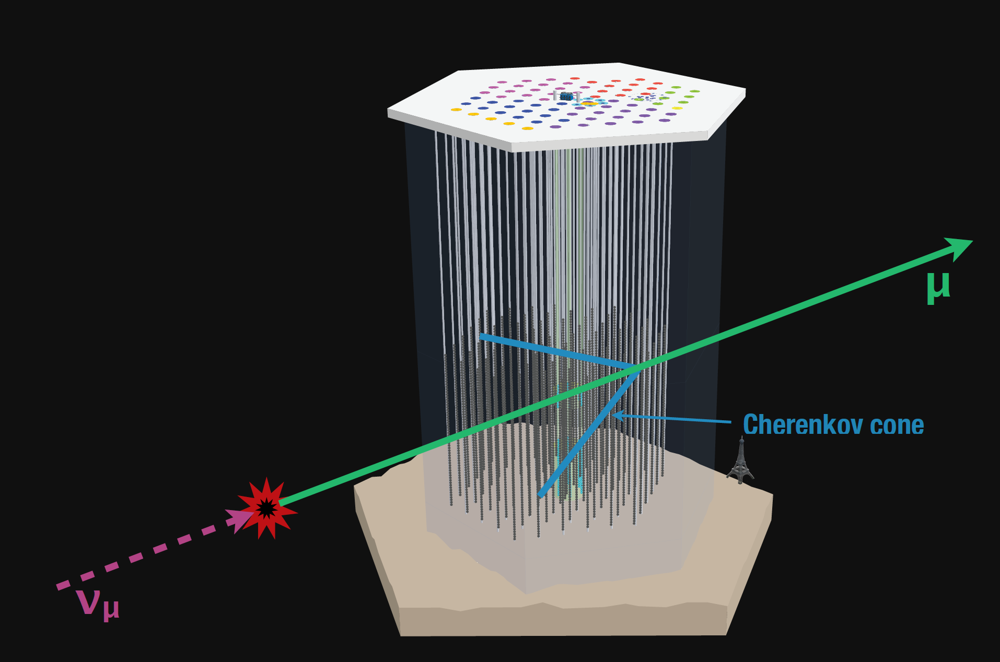 μ
Cherenkov cone
νμ